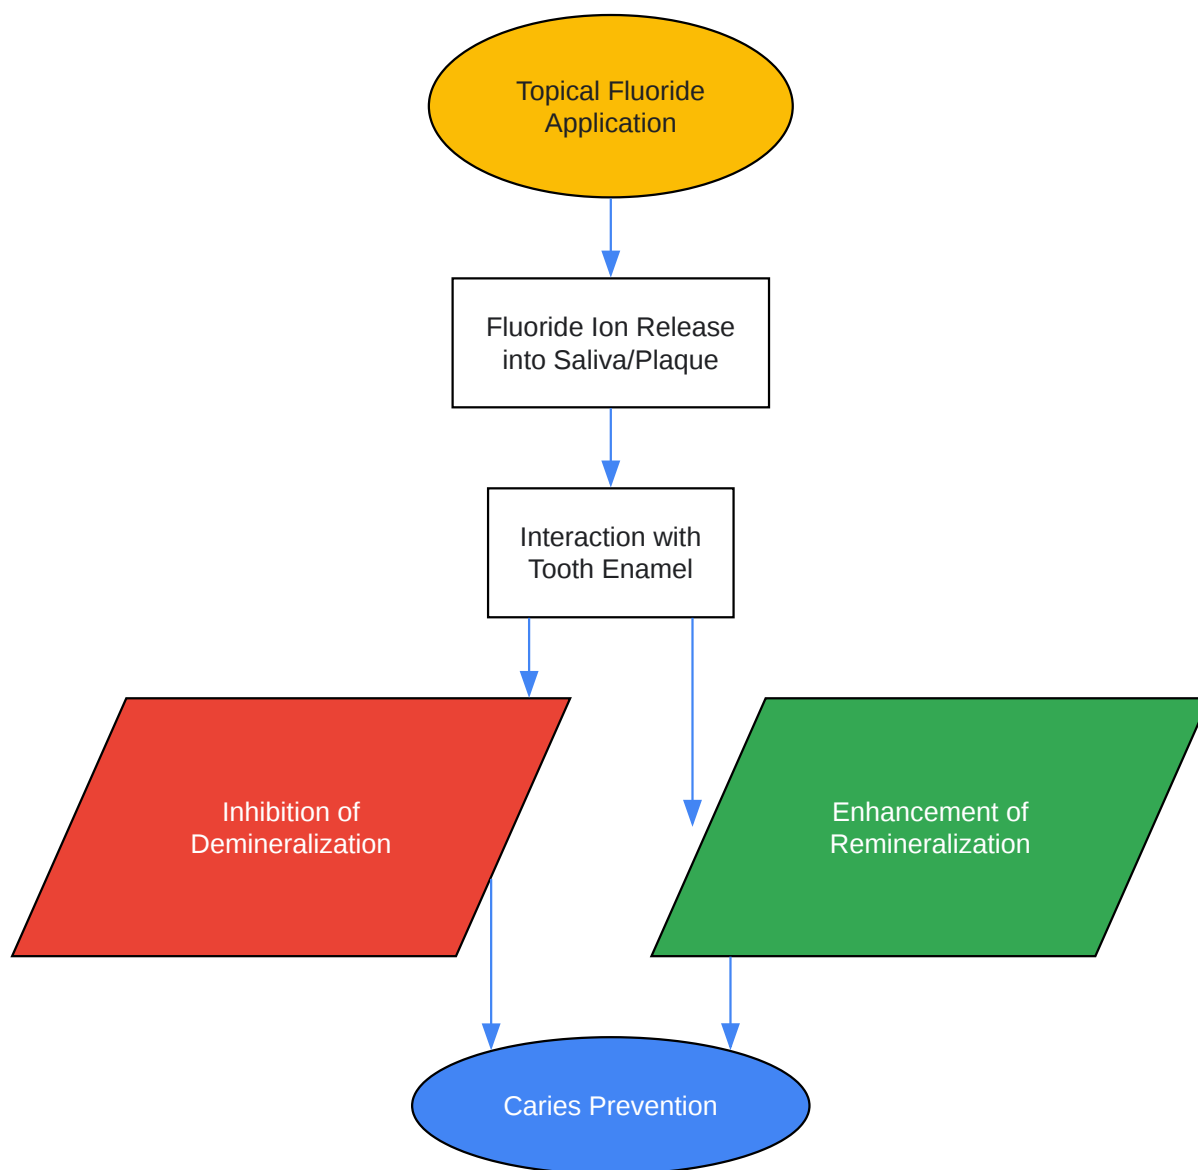 Topical Fluoride
Application
Fluoride Ion Release
into Saliva/Plaque
Interaction with
Tooth Enamel
Inhibition of
Demineralization
Enhancement of
Remineralization
Caries Prevention